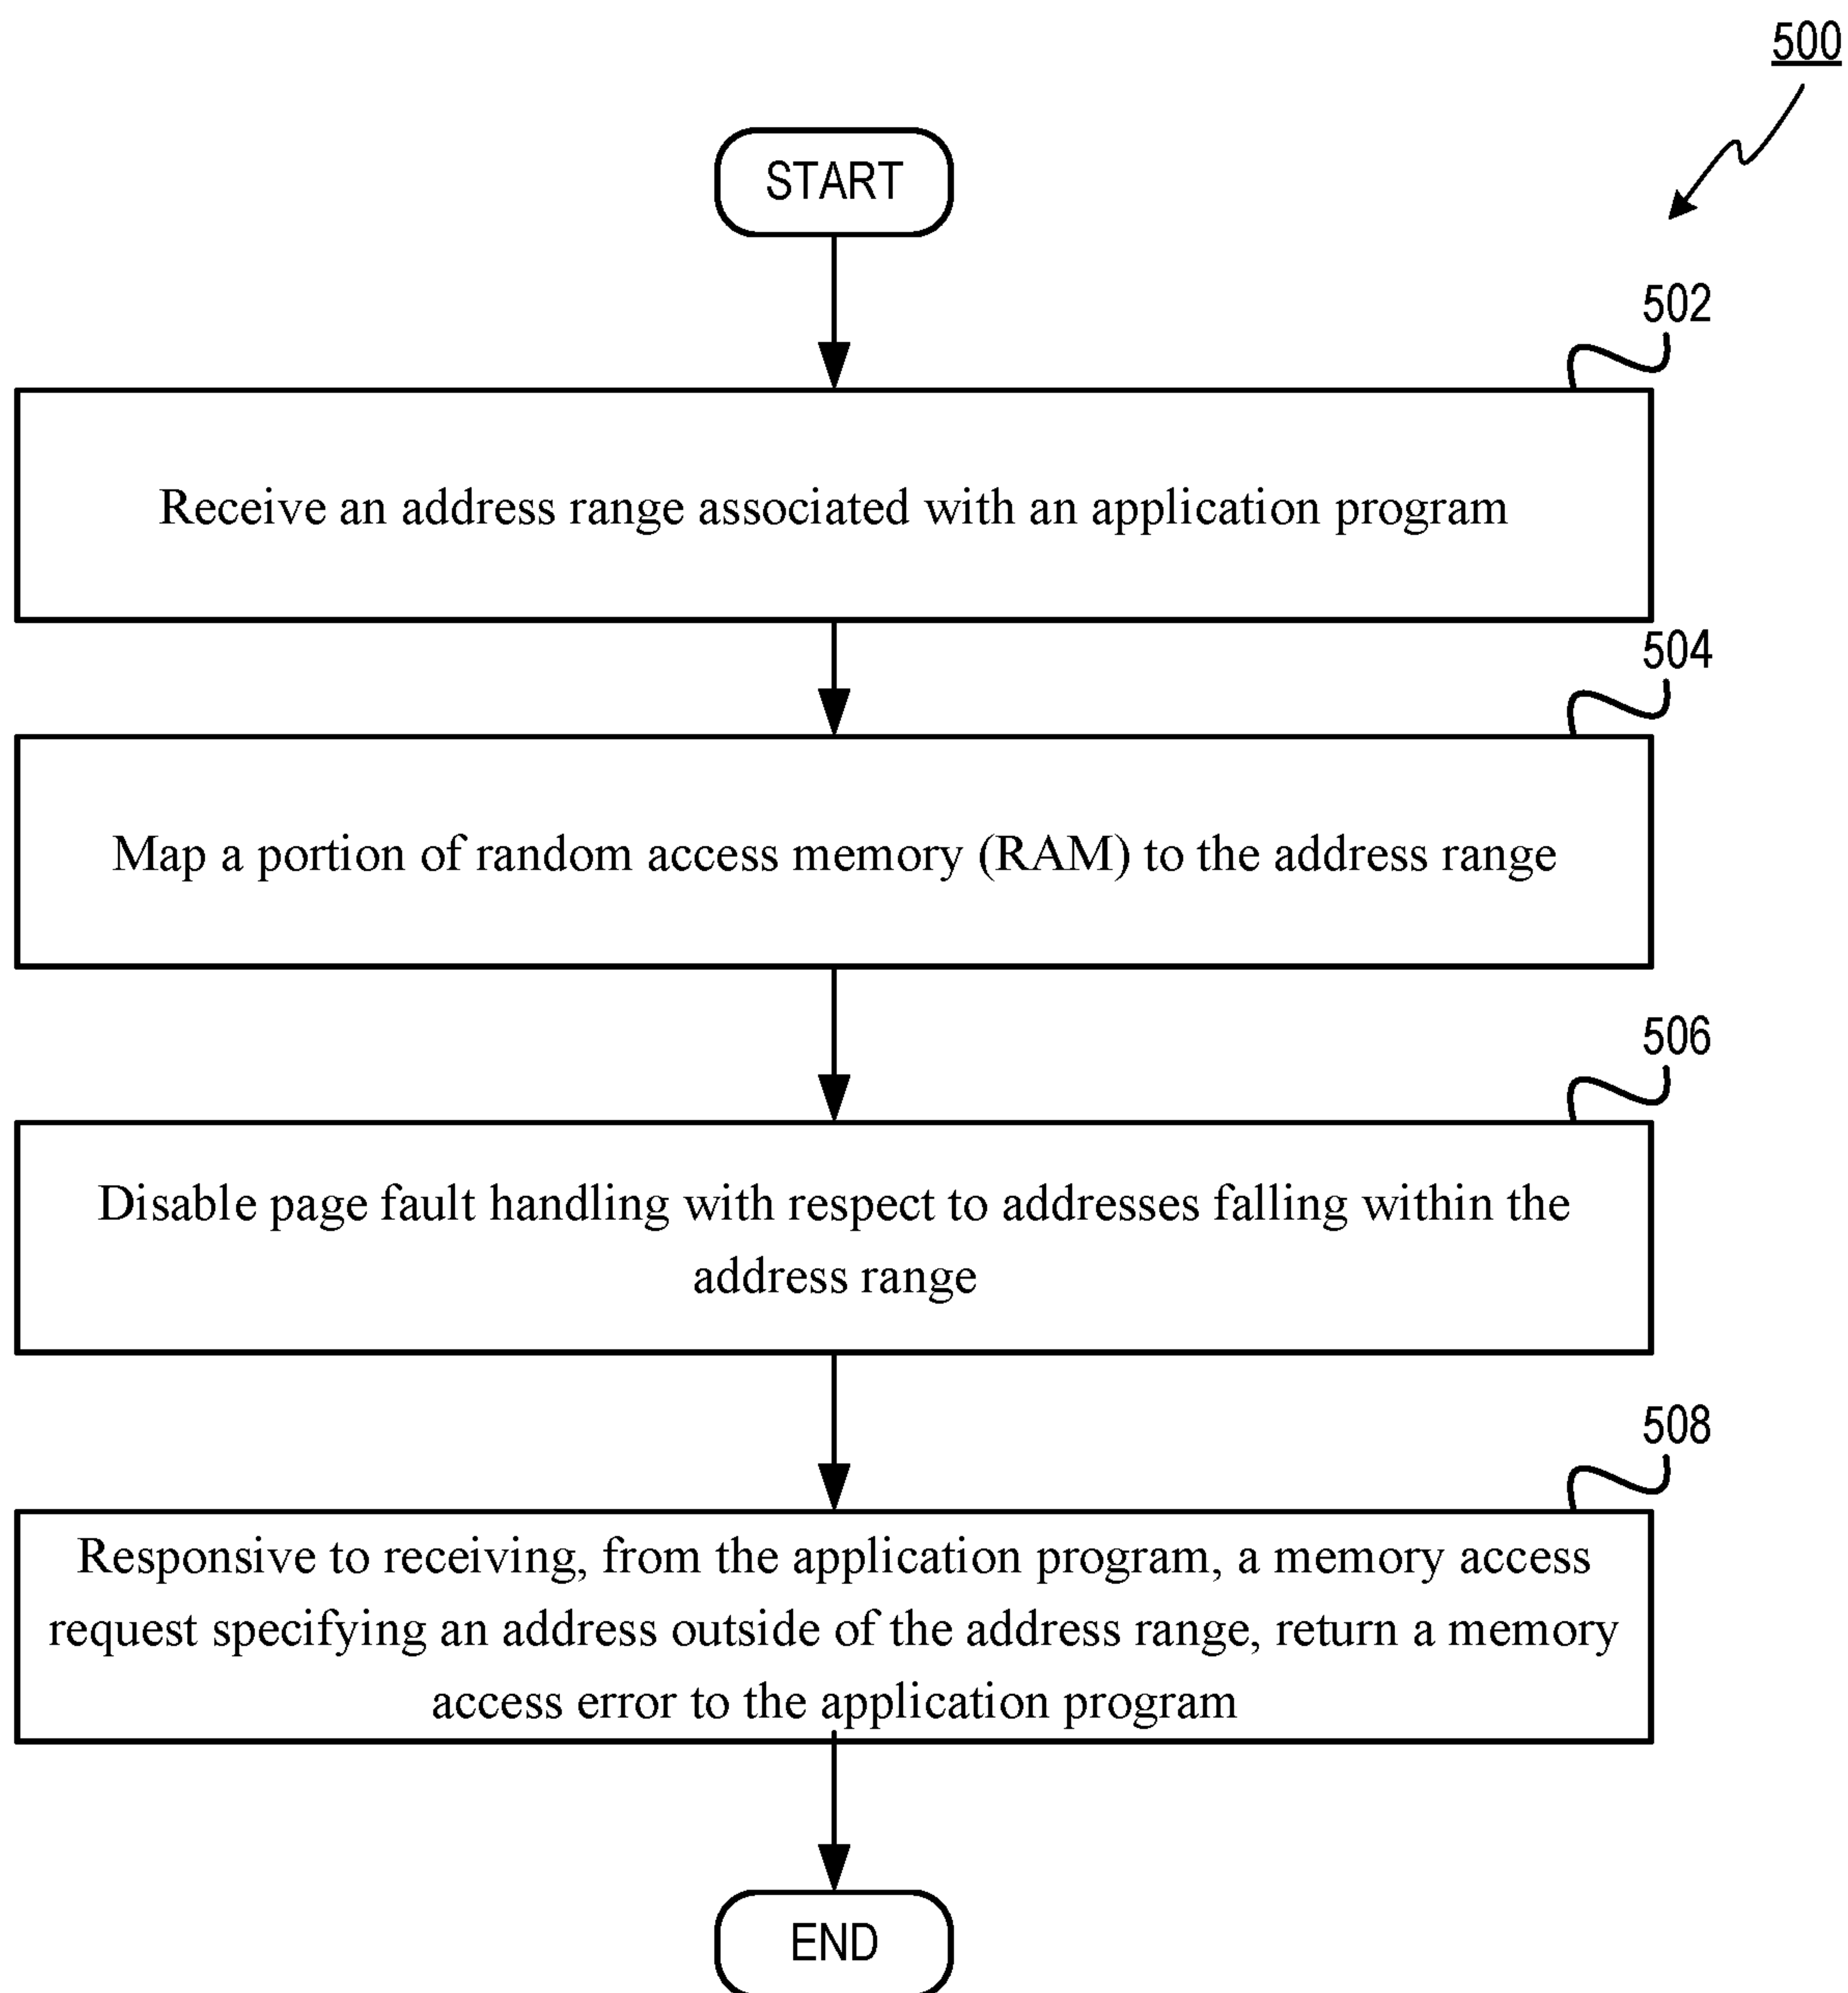 500
START
502
Receive an address range associated with an application program
504
Map a portion of random access memory (RAM) to the address range
506
Disable page fault handling with respect to addresses falling within the
address range
508
Responsive to receiving, from the application program, a memory access
request specifying an address outside of the address range, return a memory
access error to the application program
END